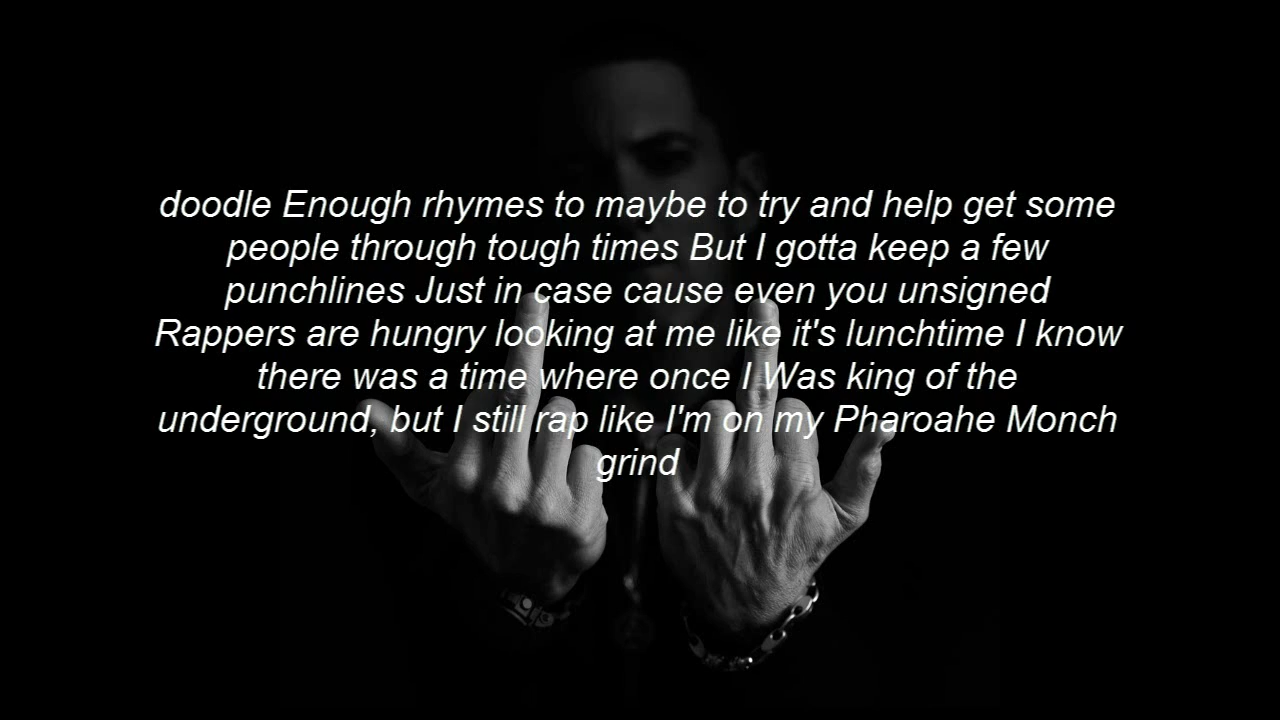 doodle Enough rhymes to maybe to try and help get some
people through tough times But I gotta keep a few
punchlines Just in case cause even you unsigned
Rappers are hungry looking at me like it's lunchtime I know
there was a time where once I Was king of the
underground, but I still rap like I'm on my Pharoahe Monch
grind